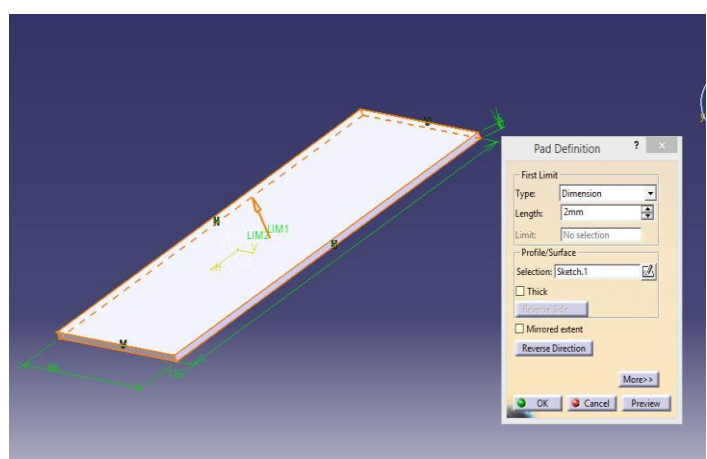 LIM1
LIM2
V
H
Pad Definition ? ×
First Limit
Type: Dimension
Length: 2mm
Limit: No selection
Profile/Surface
Selection: Sketch.1
Thick
Reverse Side
Mirrored extent
Reverse Direction
More>>
OK Cancel Preview